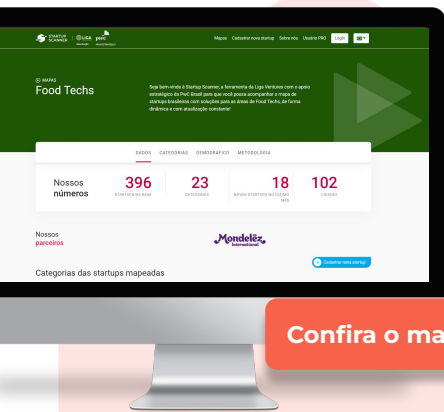 STARTUP SCANNER
LIGA
pwc
Mapas Cadastrar nova startup Sobre nós Usuário PRO Login
MAPAS
Food Techs
Seja bem-vindo à Startup Scanner, a ferramenta da Liga Ventures com o apoio
estratégico da PwC Brasil para que você possa acompanhar o mapa de
startups brasileiras com soluções para as áreas de Food Techs, de forma
dinâmica e com atualização constante!
DADOS CATEGORIAS DEMOGRÁFICO METODOLOGIA
Nossos
números
396
STARTUPS NA BASE
23
CATEGORIAS
18
NOVAS STARTUPS NO ÚLTIMO
MÊS
102
CIDADES
Nossos
parceiros
Mondelēz
International
Cadastrar nova startup
Categorias das startups mapeadas
Confira o ma